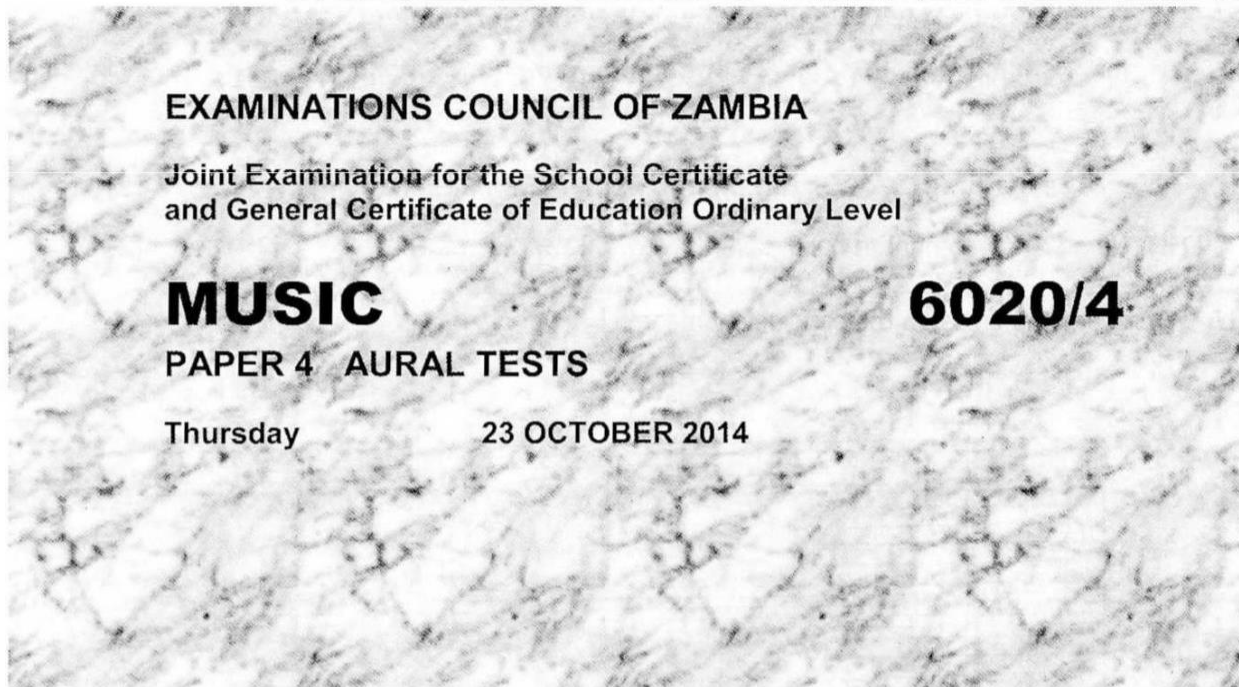 EXAMINATIONS COUNCIL OF ZAMBIA
Joint Examination for the School Certificate
and General Certificate of Education Ordinary Level
MUSIC 6020/4
PAPER 4 AURAL TESTS
Thursday 23 OCTOBER 2014